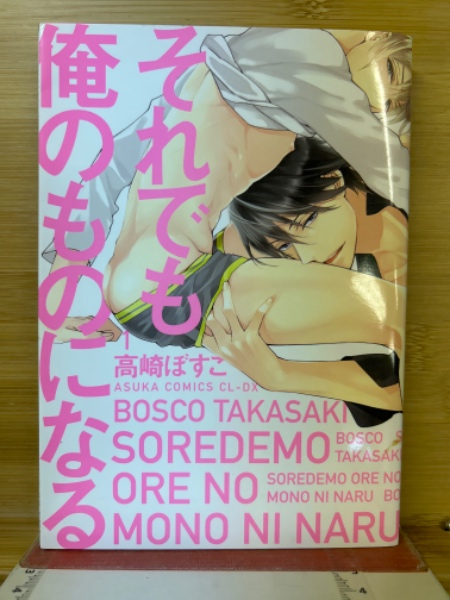 それでも
俺のものになる
高崎ぼすこ
ASUKA COMICS CL-DX
BOSCO TAKASAKI
SOREDEMO
ORE NO
MONO NI NARU
BOSCO S
TAKASAKI
SOREDEMO ORE NO
MONO NI NARU BO